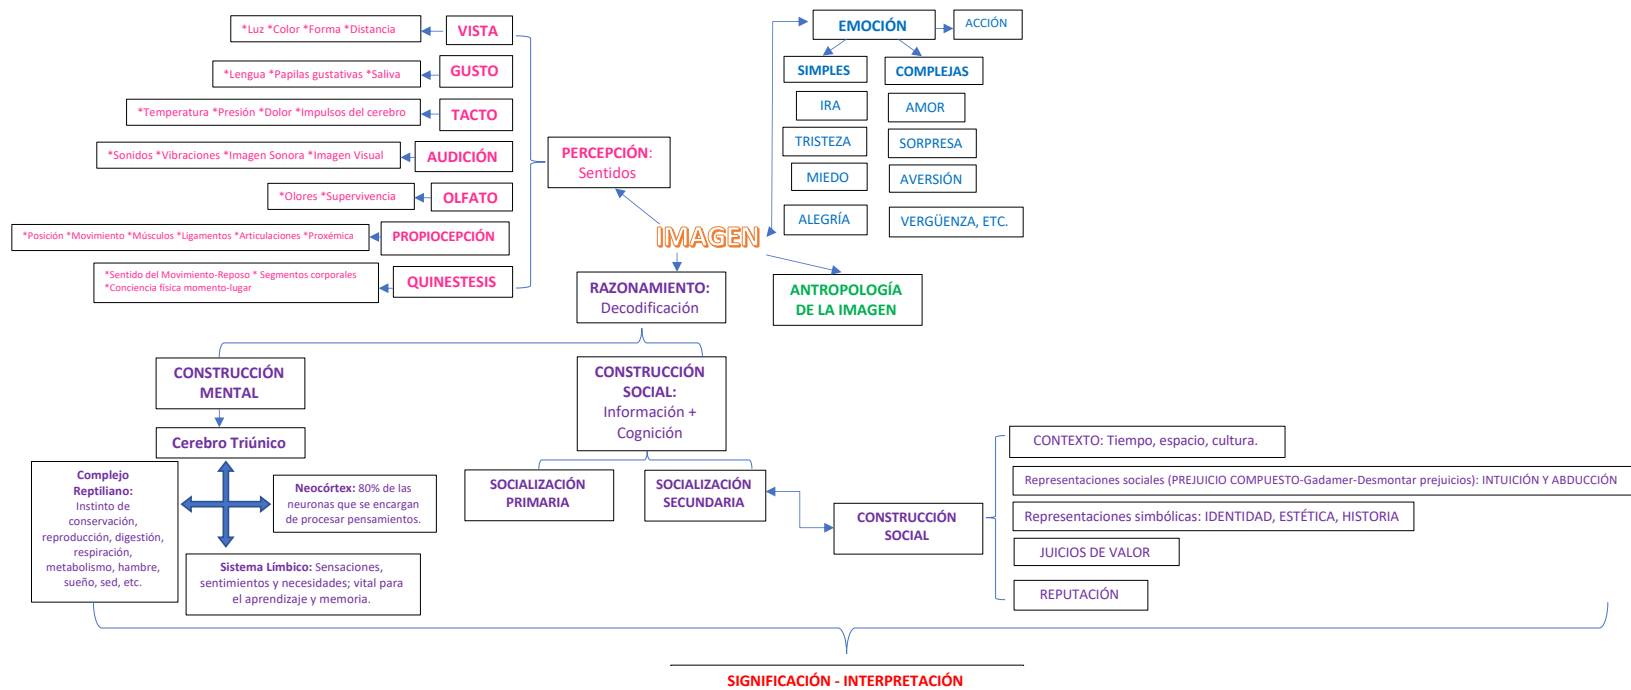 *Luz *Color *Forma *Distancia
VISTA
*Lengua *Papilas gustativas *Saliva
GUSTO
*Temperatura *Presión *Dolor *Impulsos del cerebro
TACTO
*Sonidos *Vibraciones *Imagen Sonora *Imagen Visual
AUDICIÓN
*Olores *Supervivencia
OLFATO
*Posición *Movimiento *Músculos *Ligamentos *Articulaciones *Proxémica
PROPIOCEPCIÓN
*Sentido del Movimiento-Reposo * Segmentos corporales
*Conciencia física momento-lugar
QUINESTESIS
PERCEPCIÓN:
Sentidos
EMOCIÓN
ACCIÓN
SIMPLES
COMPLEJAS
IRA
AMOR
TRISTEZA
SORPRESA
MIEDO
AVERSIÓN
ALEGRÍA
VERGÜENZA, ETC.
IMAGEN
RAZONAMIENTO:
Decodificación
ANTROPOLOGÍA
DE LA IMAGEN
CONSTRUCCIÓN
MENTAL
CONSTRUCCIÓN
SOCIAL:
Información +
Cognición
Cerebro Triúnico
Complejo
Reptiliano:
Instinto de
conservación,
reproducción, digestión,
respiración,
metabolismo, hambre,
sueño, sed, etc.
Neocórtex: 80% de las
neuronas que se encargan
de procesar pensamientos.
Sistema Límbico: Sensaciones,
sentimientos y necesidades; vital para
el aprendizaje y memoria.
SOCIALIZACIÓN
PRIMARIA
SOCIALIZACIÓN
SECUNDARIA
CONSTRUCCIÓN
SOCIAL
CONTEXTO: Tiempo, espacio, cultura.
Representaciones sociales (PREJUICIO COMPUESTO-Gadamer-Desmontar prejuicios): INTUICIÓN Y ABDUCCIÓN
Representaciones simbólicas: IDENTIDAD, ESTÉTICA, HISTORIA
JUICIOS DE VALOR
REPUTACIÓN
SIGNIFICACIÓN - INTERPRETACIÓN